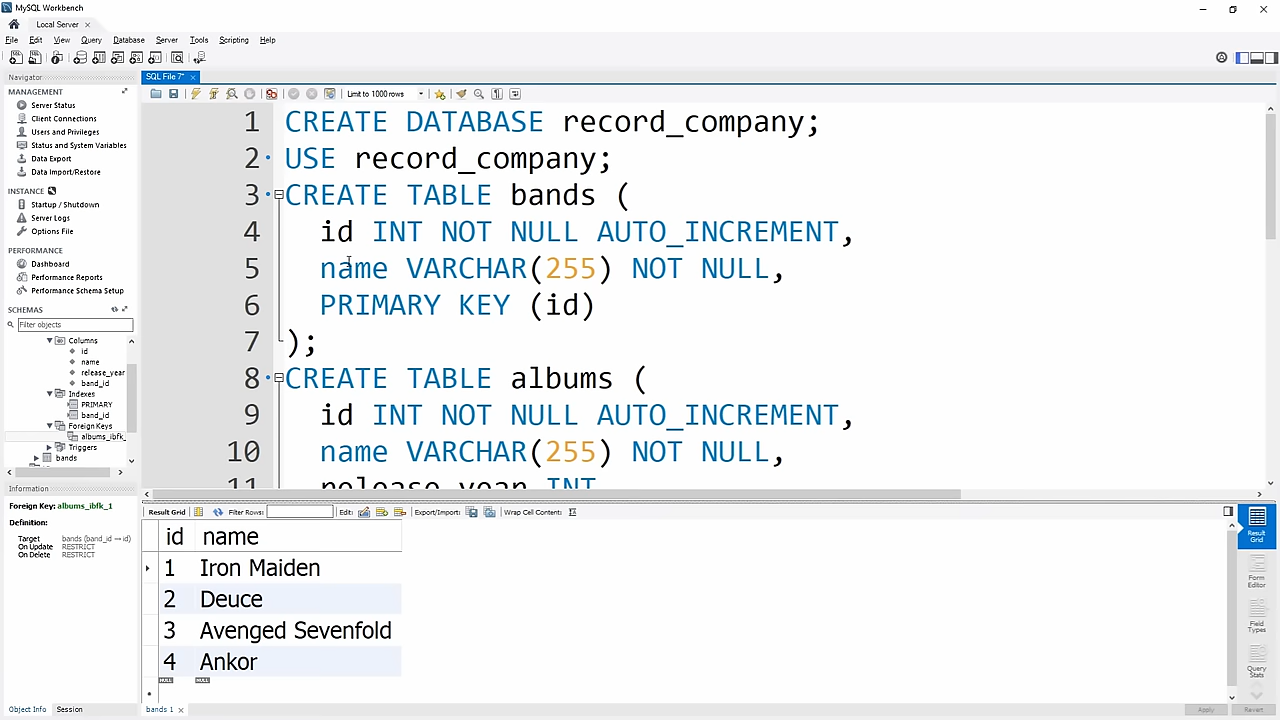 MySQL Workbench
Local Server
File Edit View Query Database Server Tools Scripting Help
Navigator
SQL File 7*
MANAGEMENT
Server Status
Client Connections
Users and Privileges
Status and System Variables
Data Export
Data Import/Restore
INSTANCE
Startup / Shutdown
Server Logs
Options File
PERFORMANCE
Dashboard
Performance Reports
Performance Schema Setup
SCHEMAS
Filter objects
Columns
id
name
release_year
band_id
Indexes
PRIMARY
band_id
Foreign Keys
albums_ibfk_
Triggers
bands
Information
Foreign Key: albums_ibfk_1
Definition:
Target bands (band_id → id)
On Update RESTRICT
On Delete RESTRICT
Object Info Session
Limit to 1000 rows
1 CREATE DATABASE record_company;
2 USE record_company;
3 CREATE TABLE bands (
4 id INT NOT NULL AUTO_INCREMENT,
5 name VARCHAR(255) NOT NULL,
6 PRIMARY KEY (id)
7 );
8 CREATE TABLE albums (
9 id INT NOT NULL AUTO_INCREMENT,
10 name VARCHAR(255) NOT NULL,
11 release_year INT
Result Grid Filter Rows: Edit: Export/Import: Wrap Cell Content:
id name
1 Iron Maiden
2 Deuce
3 Avenged Sevenfold
4 Ankor
NULL NULL
bands 1
Result Grid
Form Editor
Field Types
Query Stats
Apply Revert